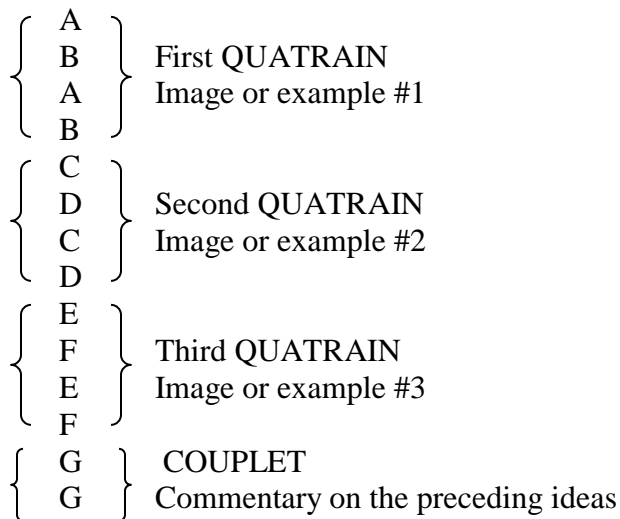 A
B First QUATRAIN
A Image or example #1
B
C
D Second QUATRAIN
C Image or example #2
D
E
F Third QUATRAIN
E Image or example #3
F
G COUPLET
G Commentary on the preceding ideas